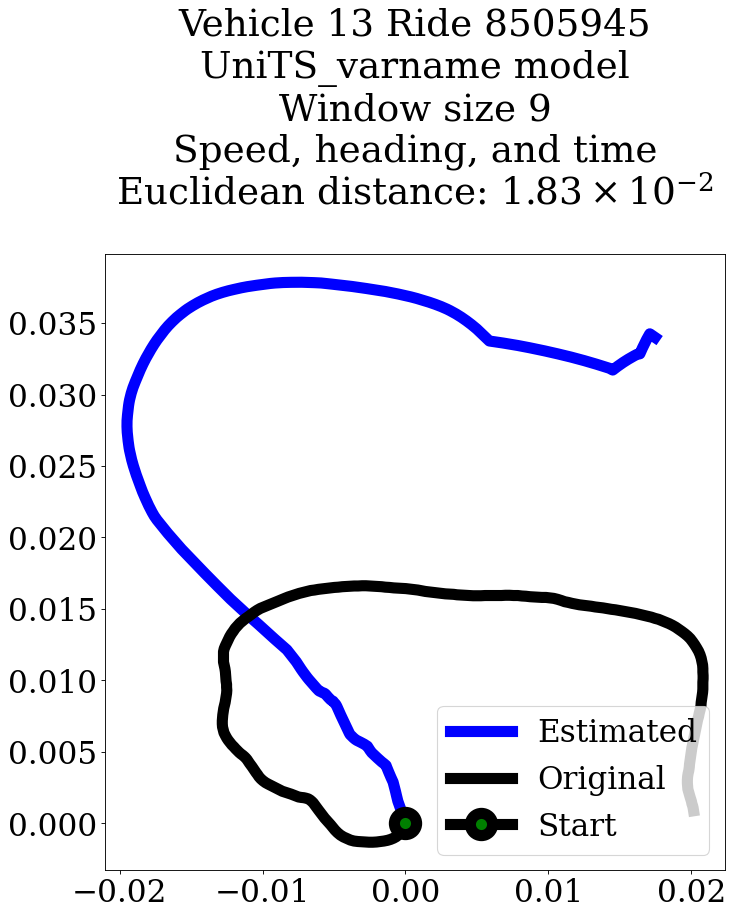 Vehicle 13 Ride 8505945
UniTS_varname model
Window size 9
Speed, heading, and time
Euclidean distance: 1.83 × 10⁻²
0.035
0.030
0.025
0.020
0.015
0.010
0.005
0.000
Estimated
Original
Start
−0.02 −0.01 0.00 0.01 0.02